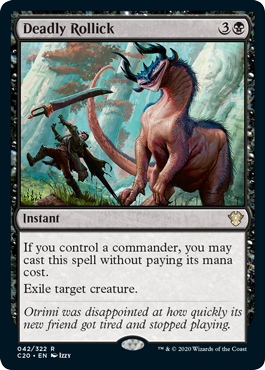 Deadly Rollick 3
Instant
If you control a commander, you may
cast this spell without paying its mana
cost.
Exile target creature.
Otrimi was disappointed at how quickly its
new friend got tired and stopped playing.
042/322 R
C20 • EN Izzy
™ & © 2020 Wizards of the Coast